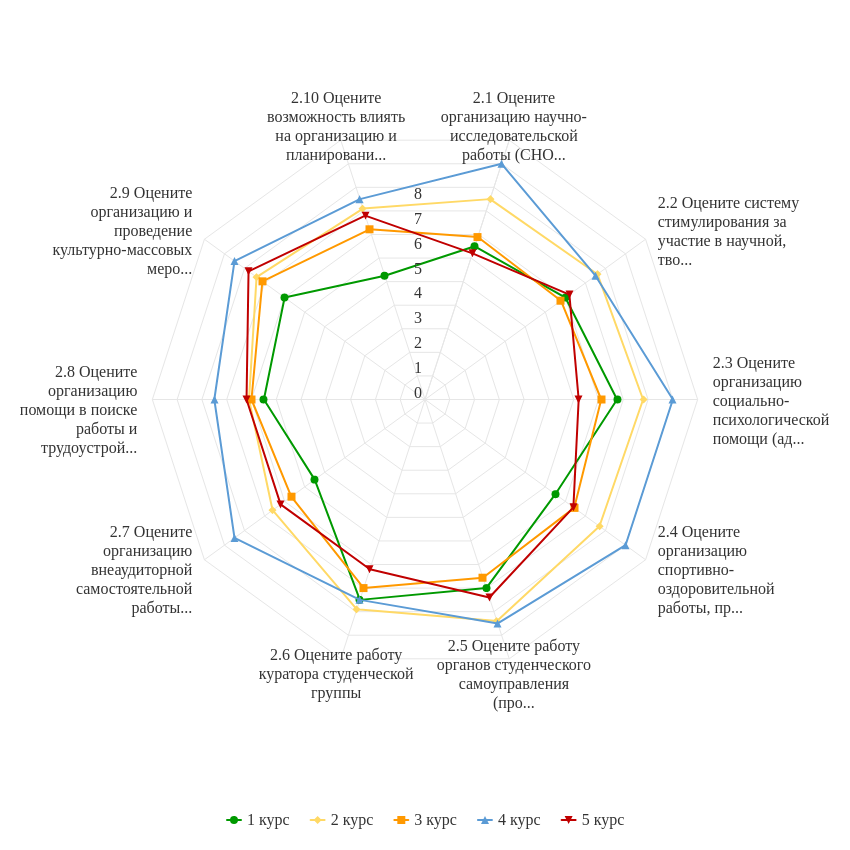 2.10 Оцените
возможность влиять
на организацию и
планировани...
2.1 Оцените
организацию научно-
исследовательской
работы (СНО...
2.2 Оцените систему
стимулирования за
участие в научной,
тво...
2.3 Оцените
организацию
социально-
психологической
помощи (ад...
2.4 Оцените
организацию
спортивно-
оздоровительной
работы, пр...
2.5 Оцените работу
органов студенческого
самоуправления
(про...
2.6 Оцените работу
куратора студенческой
группы
2.7 Оцените
организацию
внеаудиторной
самостоятельной
работы...
2.8 Оцените
организацию
помощи в поиске
работы и
трудоустрой...
2.9 Оцените
организацию и
проведение
культурно-массовых
меро...
8
7
6
5
4
3
2
1
0
1 курс 2 курс 3 курс 4 курс 5 курс